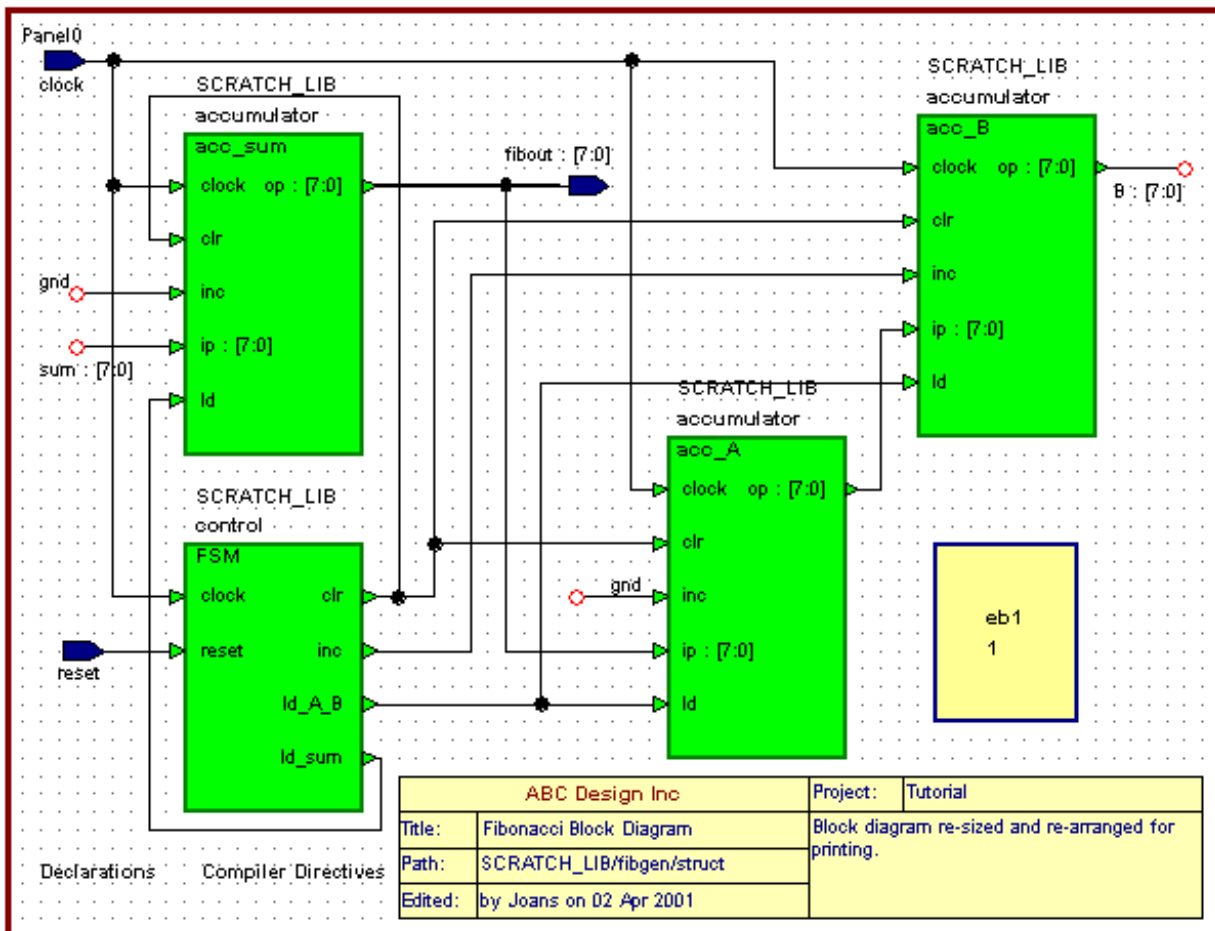 Panel0
clock
SCRATCH_LIB
accumulator
acc_sum
clock op : [7:0]
clr
inc
ip : [7:0]
ld
gnd
sum : [7:0]
fibout : [7:0]
SCRATCH_LIB
accumulator
acc_B
clock op : [7:0]
clr
inc
ip : [7:0]
ld
B : [7:0]
SCRATCH_LIB
accumulator
acc_A
clock op : [7:0]
clr
gnd
inc
ip : [7:0]
ld
SCRATCH_LIB
control
FSM
clock clr
reset inc
ld_A_B
ld_sum
reset
eb1
1
Declarations Compiler Directives
ABC Design Inc
Project: Tutorial
Title: Fibonacci Block Diagram
Path: SCRATCH_LIB/fibgen/struct
Edited: by Joans on 02 Apr 2001
Block diagram re-sized and re-arranged for
printing.